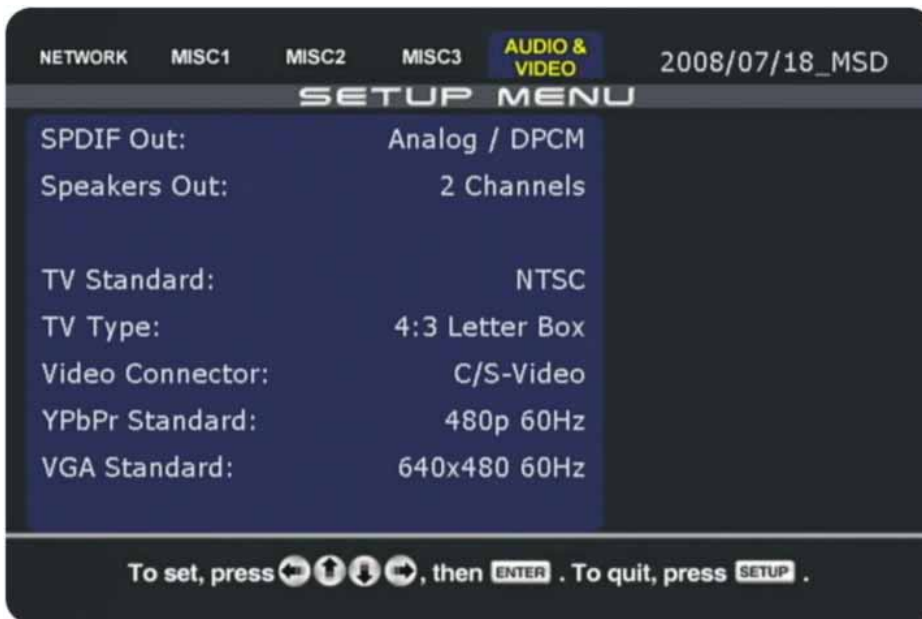 NETWORK MISC1 MISC2 MISC3 AUDIO & VIDEO 2008/07/18_MSD
SETUP MENU
SPDIF Out: Analog / DPCM
Speakers Out: 2 Channels
TV Standard: NTSC
TV Type: 4:3 Letter Box
Video Connector: C/S-Video
YPbPr Standard: 480p 60Hz
VGA Standard: 640x480 60Hz
To set, press , then ENTER . To quit, press SETUP .